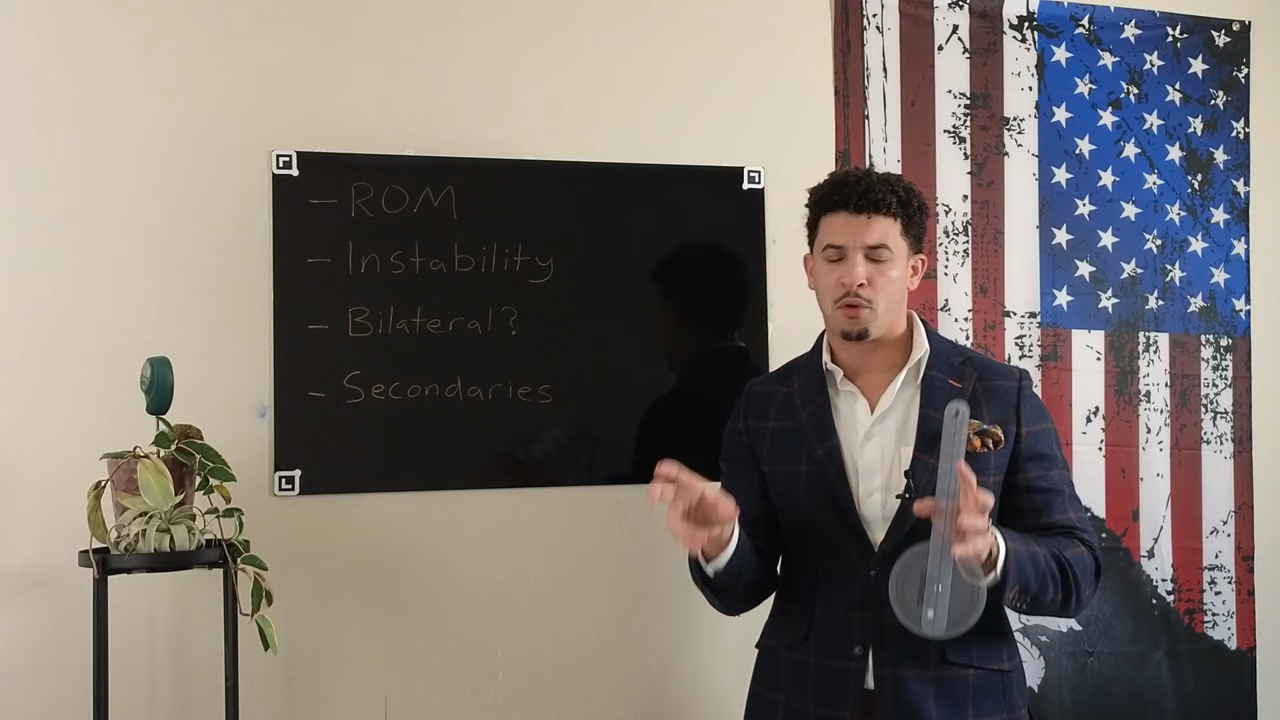 – ROM
– Instability
– Bilateral?
– Secondaries